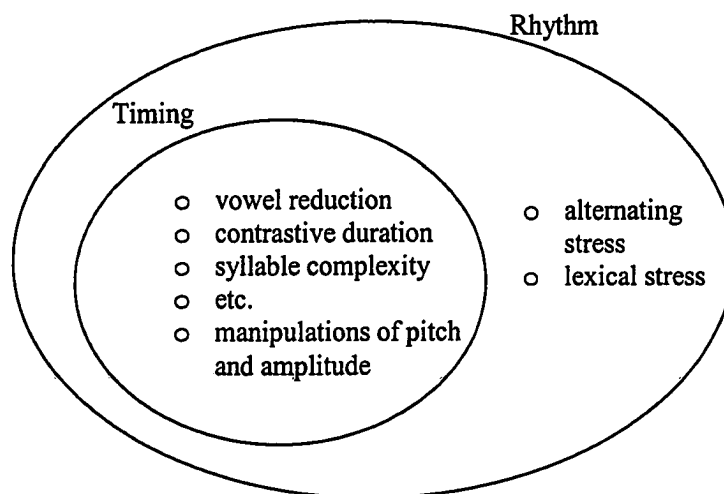 Rhythm
Timing
o vowel reduction
o contrastive duration
o syllable complexity
o etc.
o manipulations of pitch
and amplitude
o alternating
stress
o lexical stress